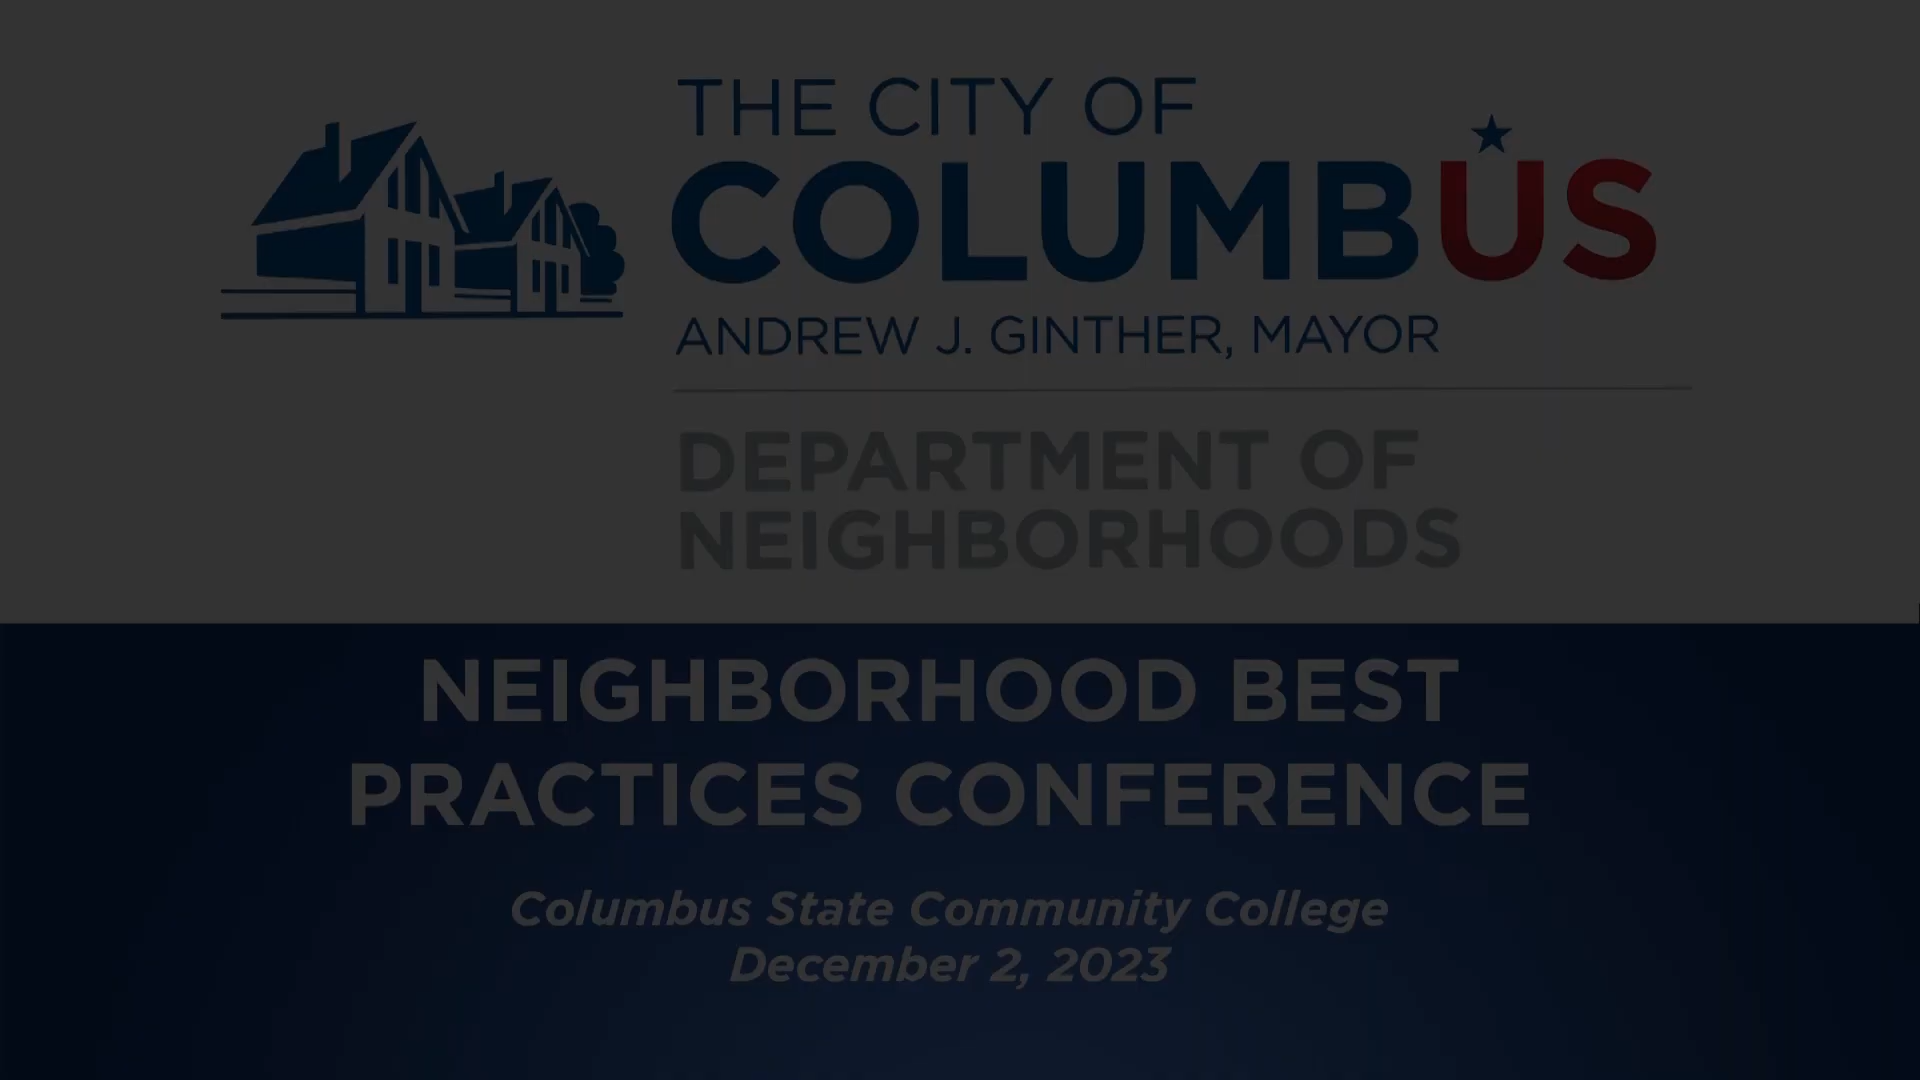 THE CITY OF
COLUMBUS
ANDREW J. GINTHER, MAYOR
DEPARTMENT OF
NEIGHBORHOODS
NEIGHBORHOOD BEST
PRACTICES CONFERENCE
Columbus State Community College
December 2, 2023